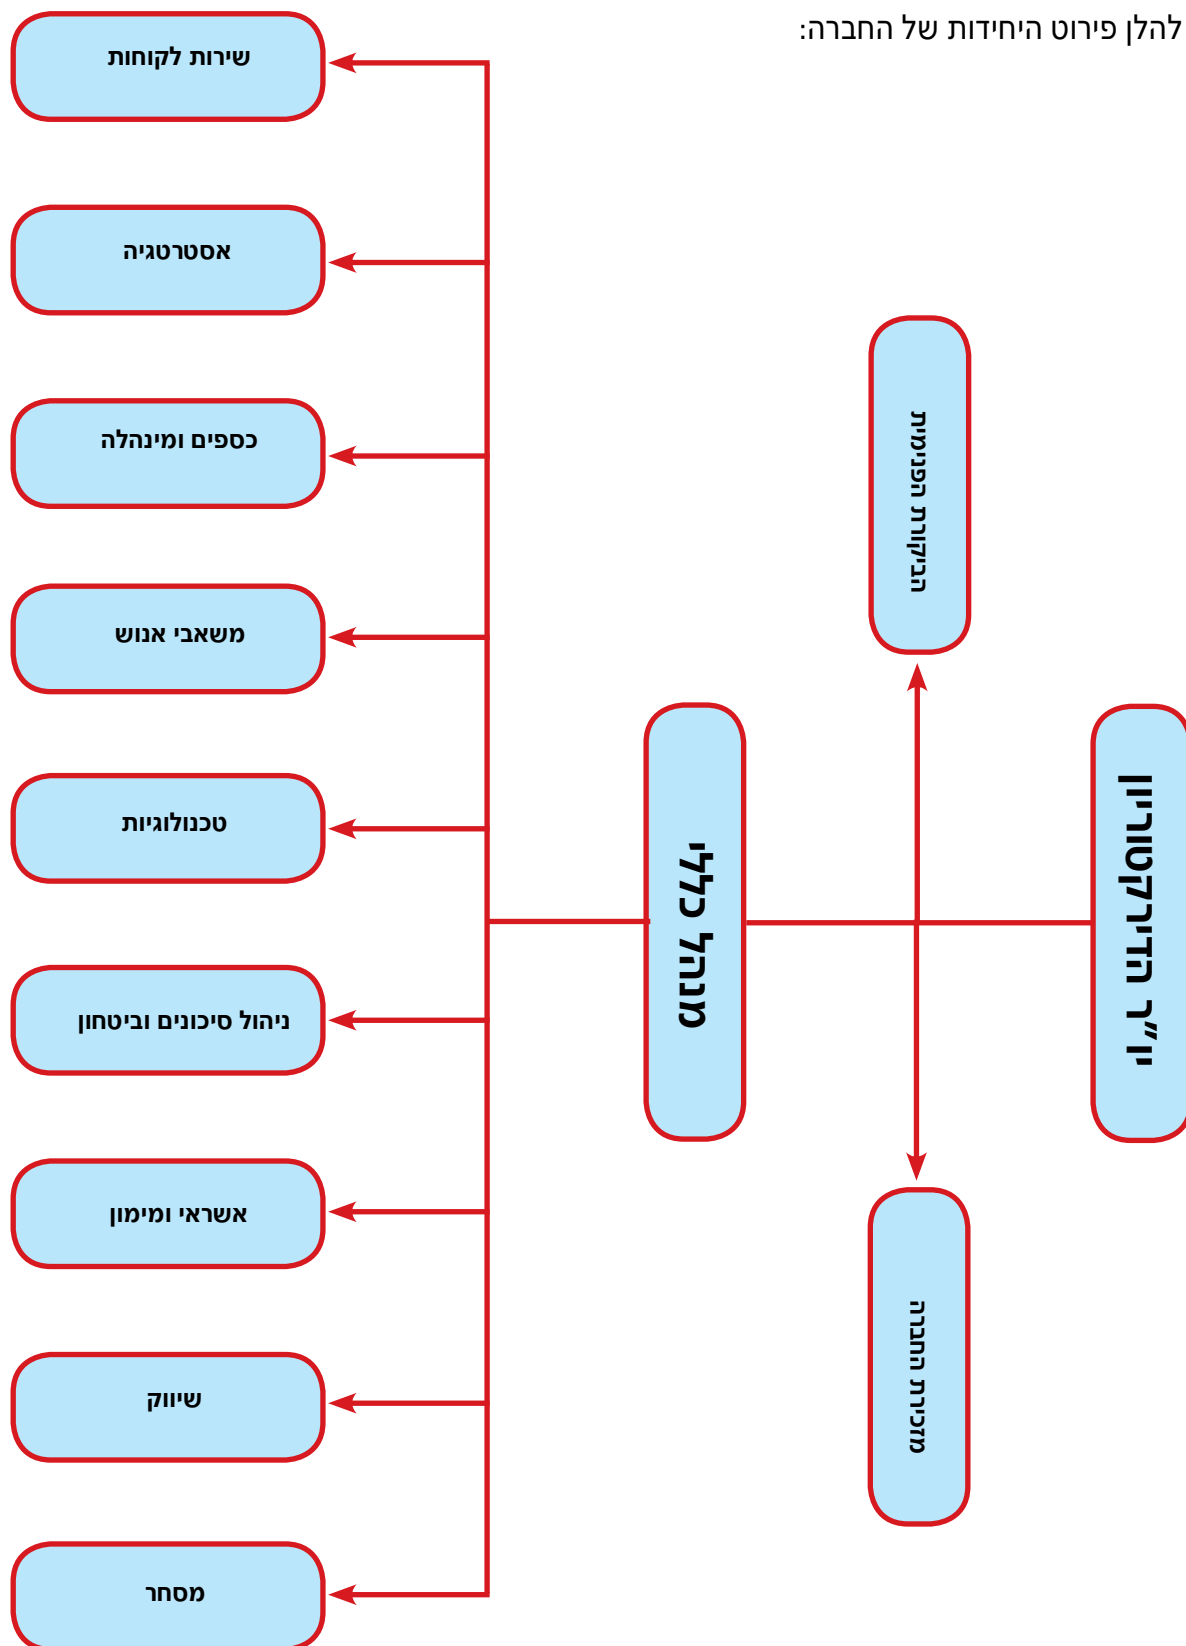 להלן פירוט היחידות של החברה:
יו"ר הדירקטוריון
הביקורת הפנימית
מזכירת החברה
מנהל כללי
שירות לקוחות
אסטרטגיה
כספים ומינהלה
משאבי אנוש
טכנולוגיות
ניהול סיכונים וביטחון
אשראי ומימון
שיווק
מסחר